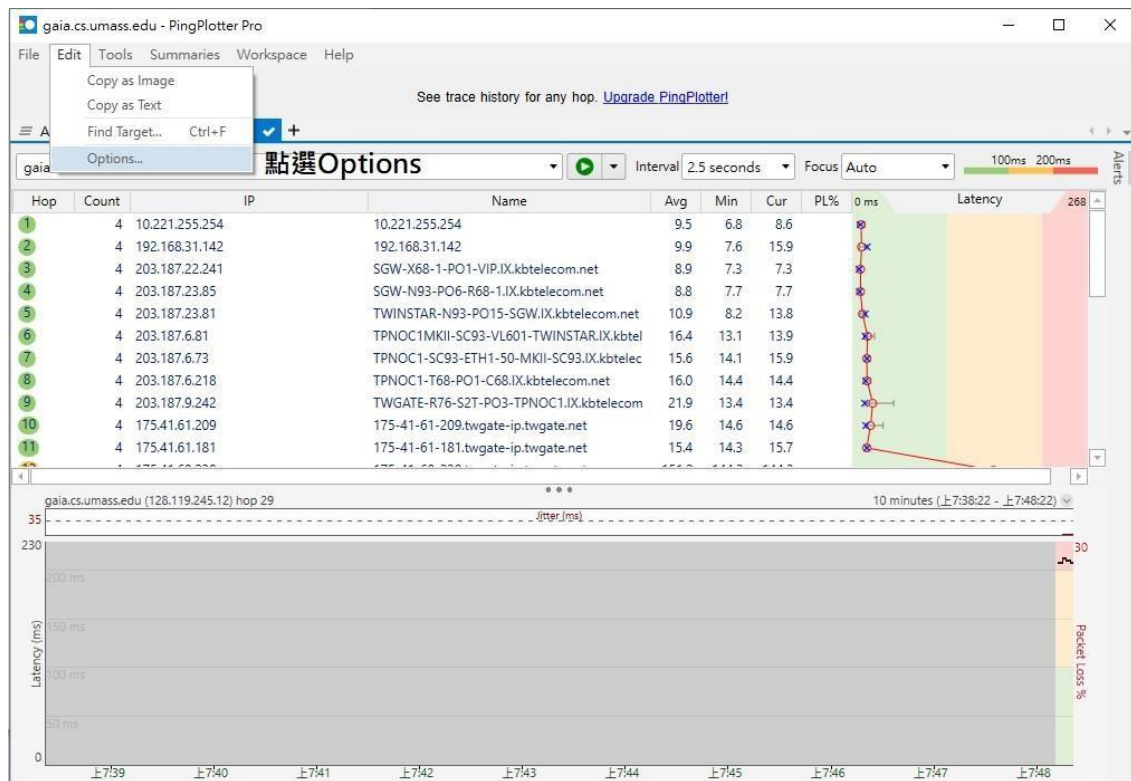 gaia.cs.umass.edu - PingPlotter Pro
File Edit Tools Summaries Workspace Help
Copy as Image
Copy as Text
Find Target... Ctrl+F
Options...
See trace history for any hop. Upgrade PingPlotter!
A
gaia
點選Options
Interval 2.5 seconds Focus Auto 100ms 200ms
Alerts
Hop Count IP Name Avg Min Cur PL% 0 ms Latency 268
1 4 10.221.255.254 10.221.255.254 9.5 6.8 8.6
2 4 192.168.31.142 192.168.31.142 9.9 7.6 15.9
3 4 203.187.22.241 SGW-X68-1-PO1-VIP.IX.kbtelecom.net 8.9 7.3 7.3
4 4 203.187.23.85 SGW-N93-PO6-R68-1.IX.kbtelecom.net 8.8 7.7 7.7
5 4 203.187.23.81 TWINSTAR-N93-PO15-SGW.IX.kbtelecom.net 10.9 8.2 13.8
6 4 203.187.6.81 TPNOC1MKII-SC93-VL601-TWINSTAR.IX.kbtel 16.4 13.1 13.9
7 4 203.187.6.73 TPNOC1-SC93-ETH1-50-MKII-SC93.IX.kbtelec 15.6 14.1 15.9
8 4 203.187.6.218 TPNOC1-T68-PO1-C68.IX.kbtelecom.net 16.0 14.4 14.4
9 4 203.187.9.242 TWGATE-R76-S2T-PO3-TPNOC1.IX.kbtelecom 21.9 13.4 13.4
10 4 175.41.61.209 175-41-61-209.twgate-ip.twgate.net 19.6 14.6 14.6
11 4 175.41.61.181 175-41-61-181.twgate-ip.twgate.net 15.4 14.3 15.7
gaia.cs.umass.edu (128.119.245.12) hop 29 10 minutes (上7:38:22 - 上7:48:22)
35 Jitter (ms)
230 30
200 ms
150 ms
100 ms
50 ms
0
Latency (ms)
Packet Loss %
上7:39 上7:40 上7:41 上7:42 上7:43 上7:44 上7:45 上7:46 上7:47 上7:48